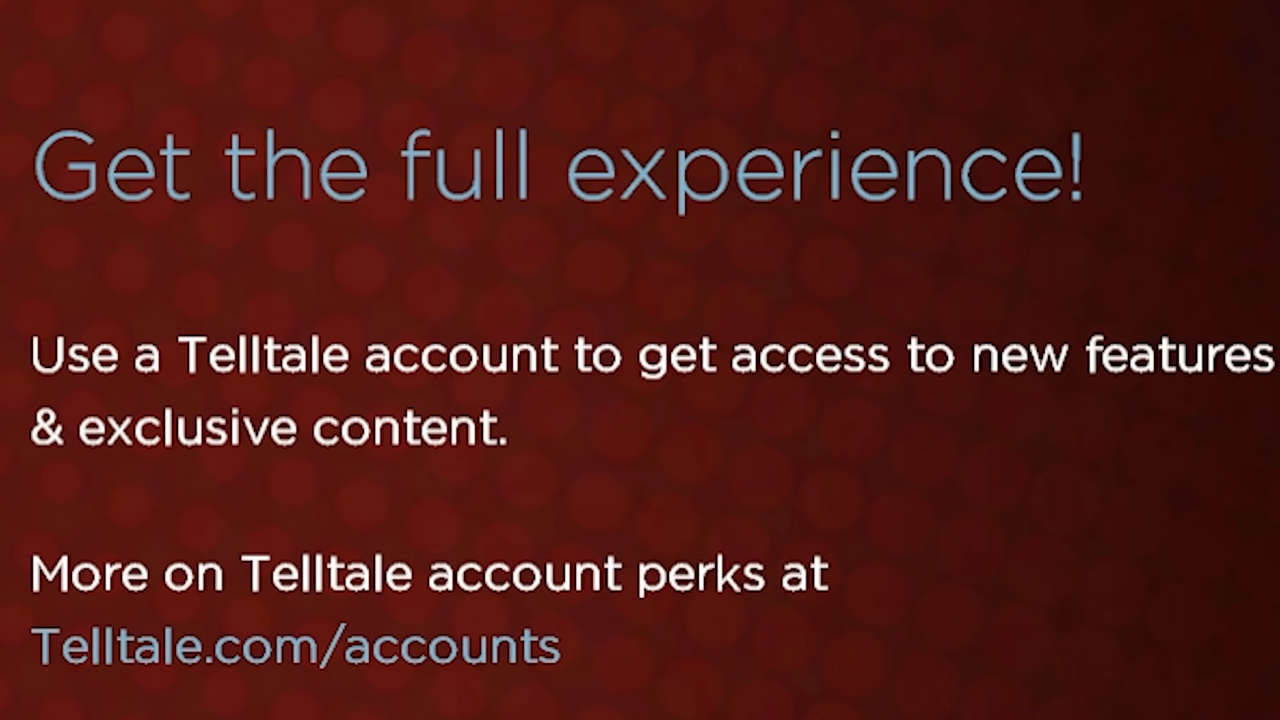 Get the full experience!
Use a Telltale account to get access to new features
& exclusive content.
More on Telltale account perks at
Telltale.com/accounts